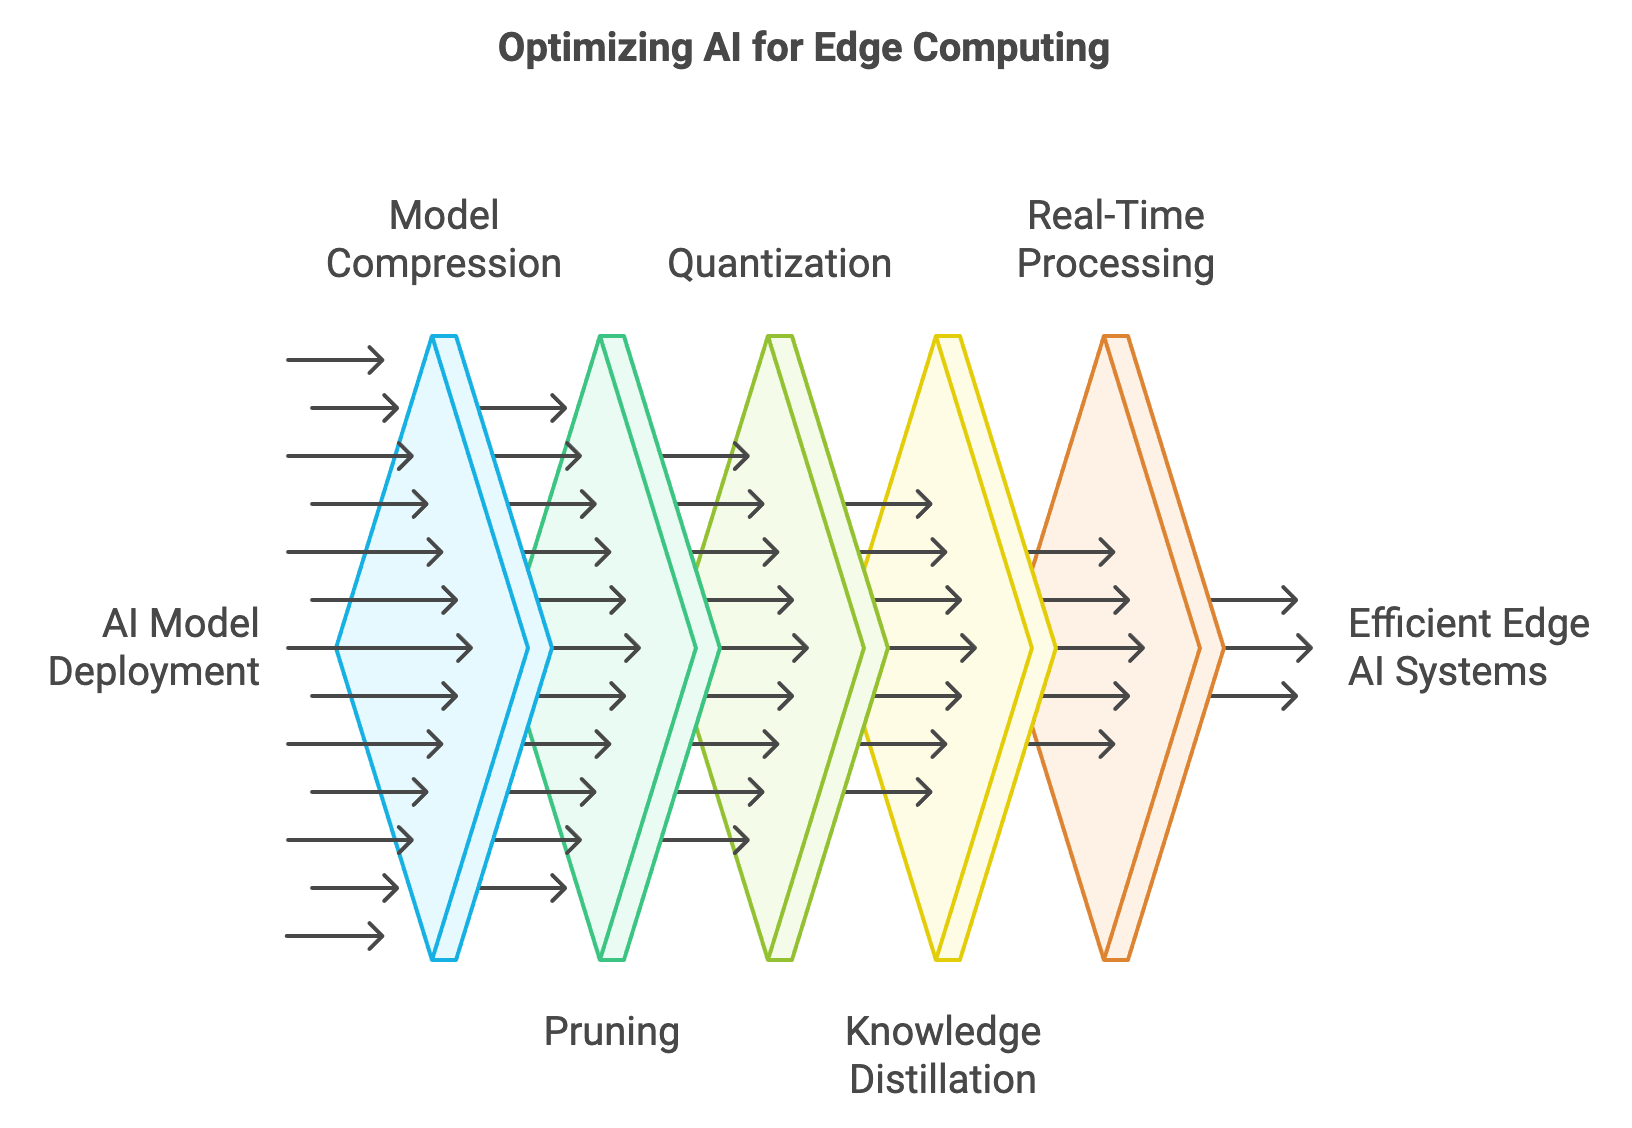 Optimizing AI for Edge Computing
Model
Compression
Quantization
Real-Time
Processing
AI Model
Deployment
Efficient Edge
AI Systems
Pruning
Knowledge
Distillation